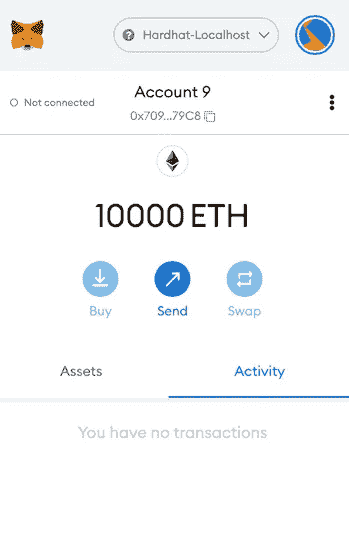 Hardhat-Localhost
Not connected
Account 9
0x709...79C8
10000 ETH
Buy
Send
Swap
Assets
Activity
You have no transactions